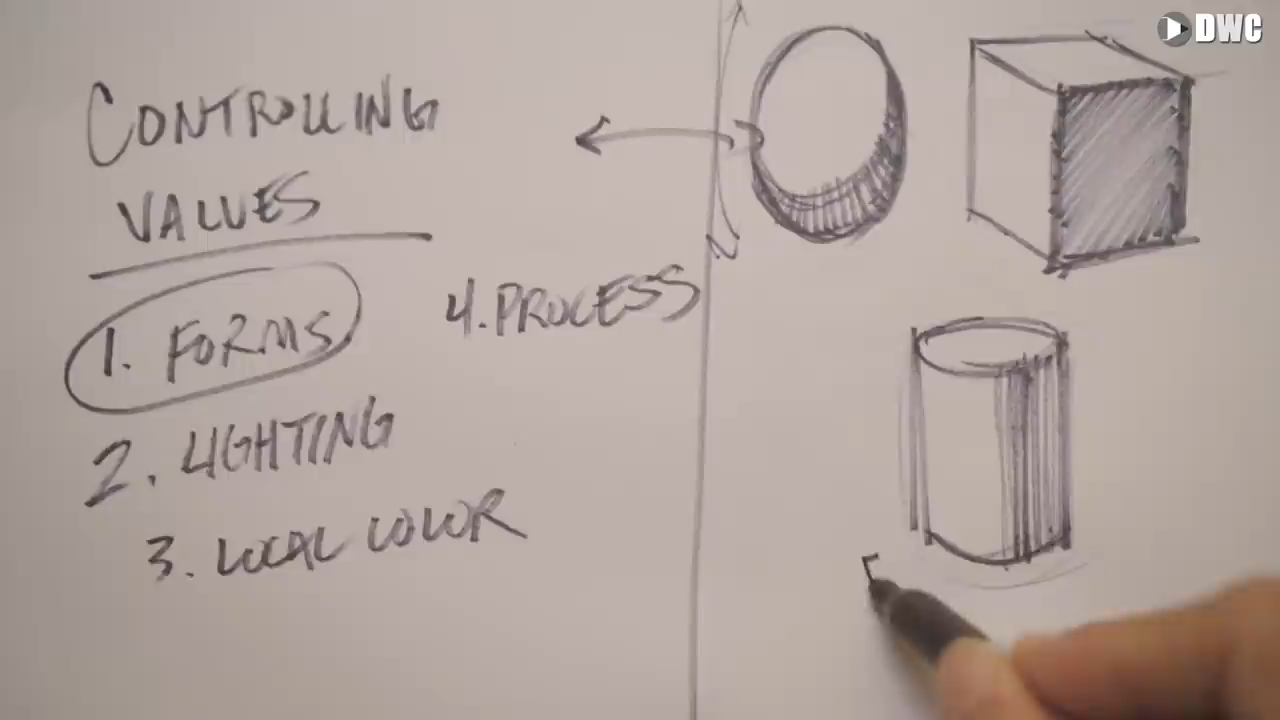 DWC
CONTROLLING
VALUES
1. FORMS
4. PROCESS
2. LIGHTING
3. LOCAL COLOR